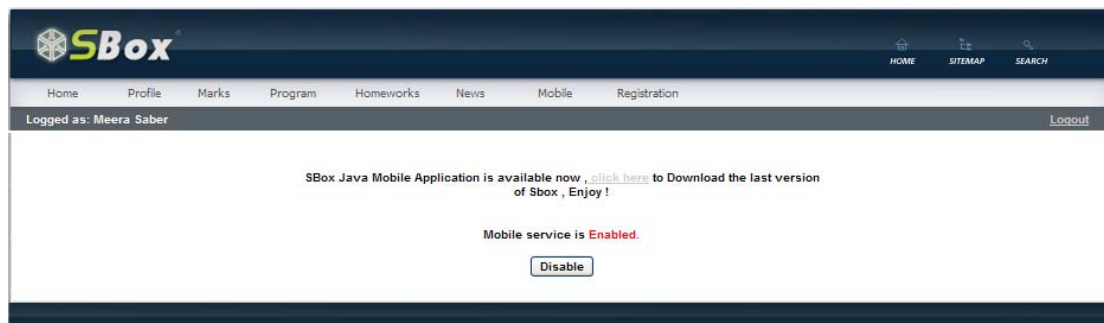 SBox
HOME SITEMAP SEARCH
Home Profile Marks Program Homeworks News Mobile Registration
Logged as: Meera Saber Logout
SBox Java Mobile Application is available now , click here to Download the last version
of Sbox , Enjoy !
Mobile service is Enabled.
Disable